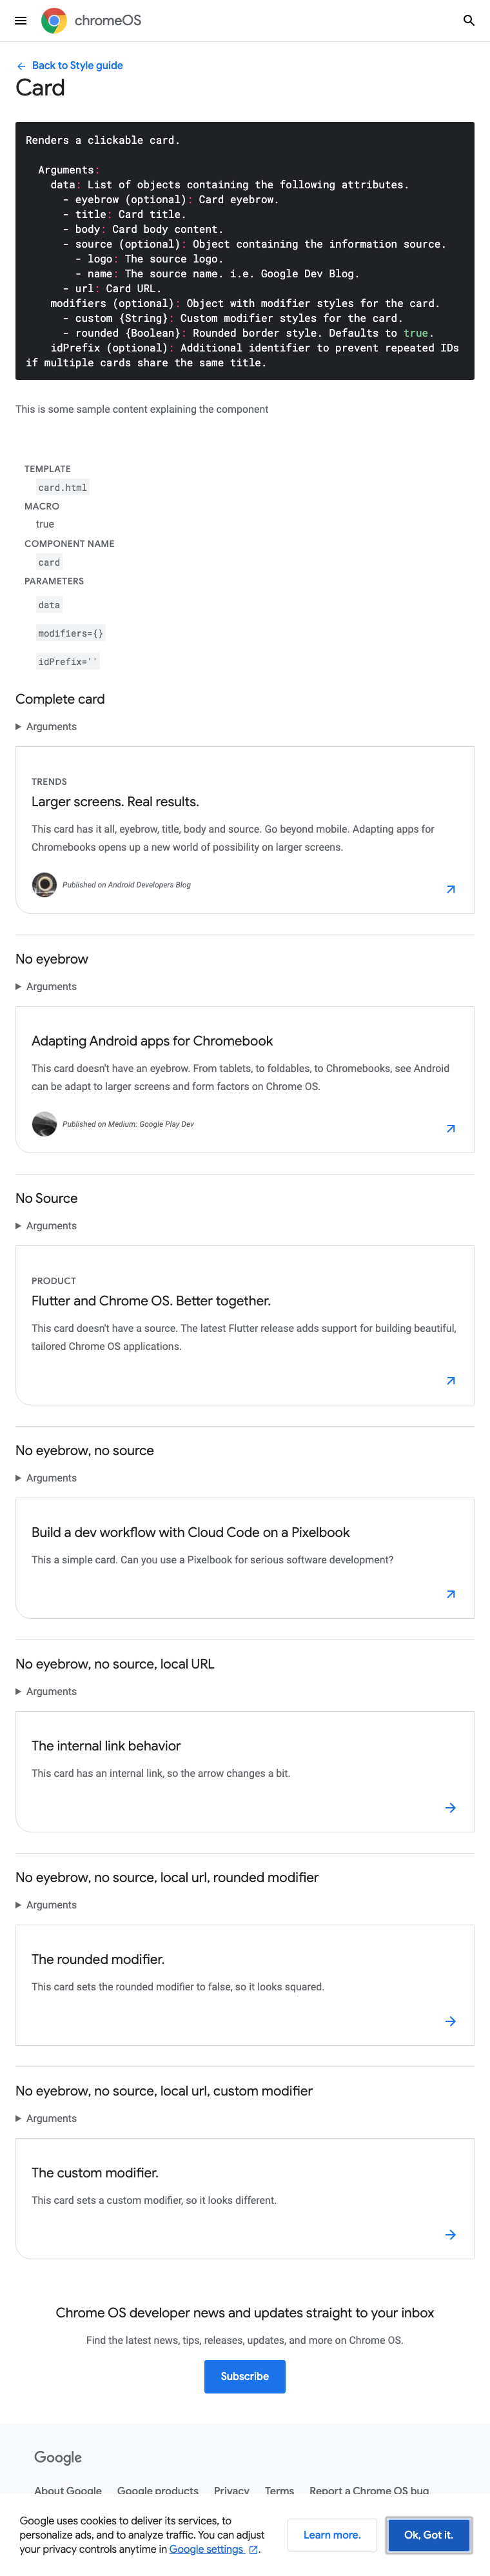 chromeOS
Back to Style guide
Card
Renders a clickable card.
Arguments:
data: List of objects containing the following attributes.
- eyebrow (optional): Card eyebrow.
- title: Card title.
- body: Card body content.
- source (optional): Object containing the information source.
- logo: The source logo.
- name: The source name. i.e. Google Dev Blog.
- url: Card URL.
modifiers (optional): Object with modifier styles for the card.
- custom {String}: Custom modifier styles for the card.
- rounded {Boolean}: Rounded border style. Defaults to true.
idPrefix (optional): Additional identifier to prevent repeated IDs
if multiple cards share the same title.
This is some sample content explaining the component
TEMPLATE
card.html
MACRO
true
COMPONENT NAME
card
PARAMETERS
data
modifiers={}
idPrefix=''
Complete card
Arguments
TRENDS
Larger screens. Real results.
This card has it all, eyebrow, title, body and source. Go beyond mobile. Adapting apps for
Chromebooks opens up a new world of possibility on larger screens.
Published on Android Developers Blog
No eyebrow
Arguments
Adapting Android apps for Chromebook
This card doesn't have an eyebrow. From tablets, to foldables, to Chromebooks, see Android
can be adapt to larger screens and form factors on Chrome OS.
Published on Medium: Google Play Dev
No Source
Arguments
PRODUCT
Flutter and Chrome OS. Better together.
This card doesn't have a source. The latest Flutter release adds support for building beautiful,
tailored Chrome OS applications.
No eyebrow, no source
Arguments
Build a dev workflow with Cloud Code on a Pixelbook
This a simple card. Can you use a Pixelbook for serious software development?
No eyebrow, no source, local URL
Arguments
The internal link behavior
This card has an internal link, so the arrow changes a bit.
No eyebrow, no source, local url, rounded modifier
Arguments
The rounded modifier.
This card sets the rounded modifier to false, so it looks squared.
No eyebrow, no source, local url, custom modifier
Arguments
The custom modifier.
This card sets a custom modifier, so it looks different.
Chrome OS developer news and updates straight to your inbox
Find the latest news, tips, releases, updates, and more on Chrome OS.
Subscribe
Google
About Google Google products Privacy Terms Report a Chrome OS bug
Google uses cookies to deliver its services, to
personalize ads, and to analyze traffic. You can adjust
your privacy controls anytime in Google settings.
Learn more.
Ok, Got it.